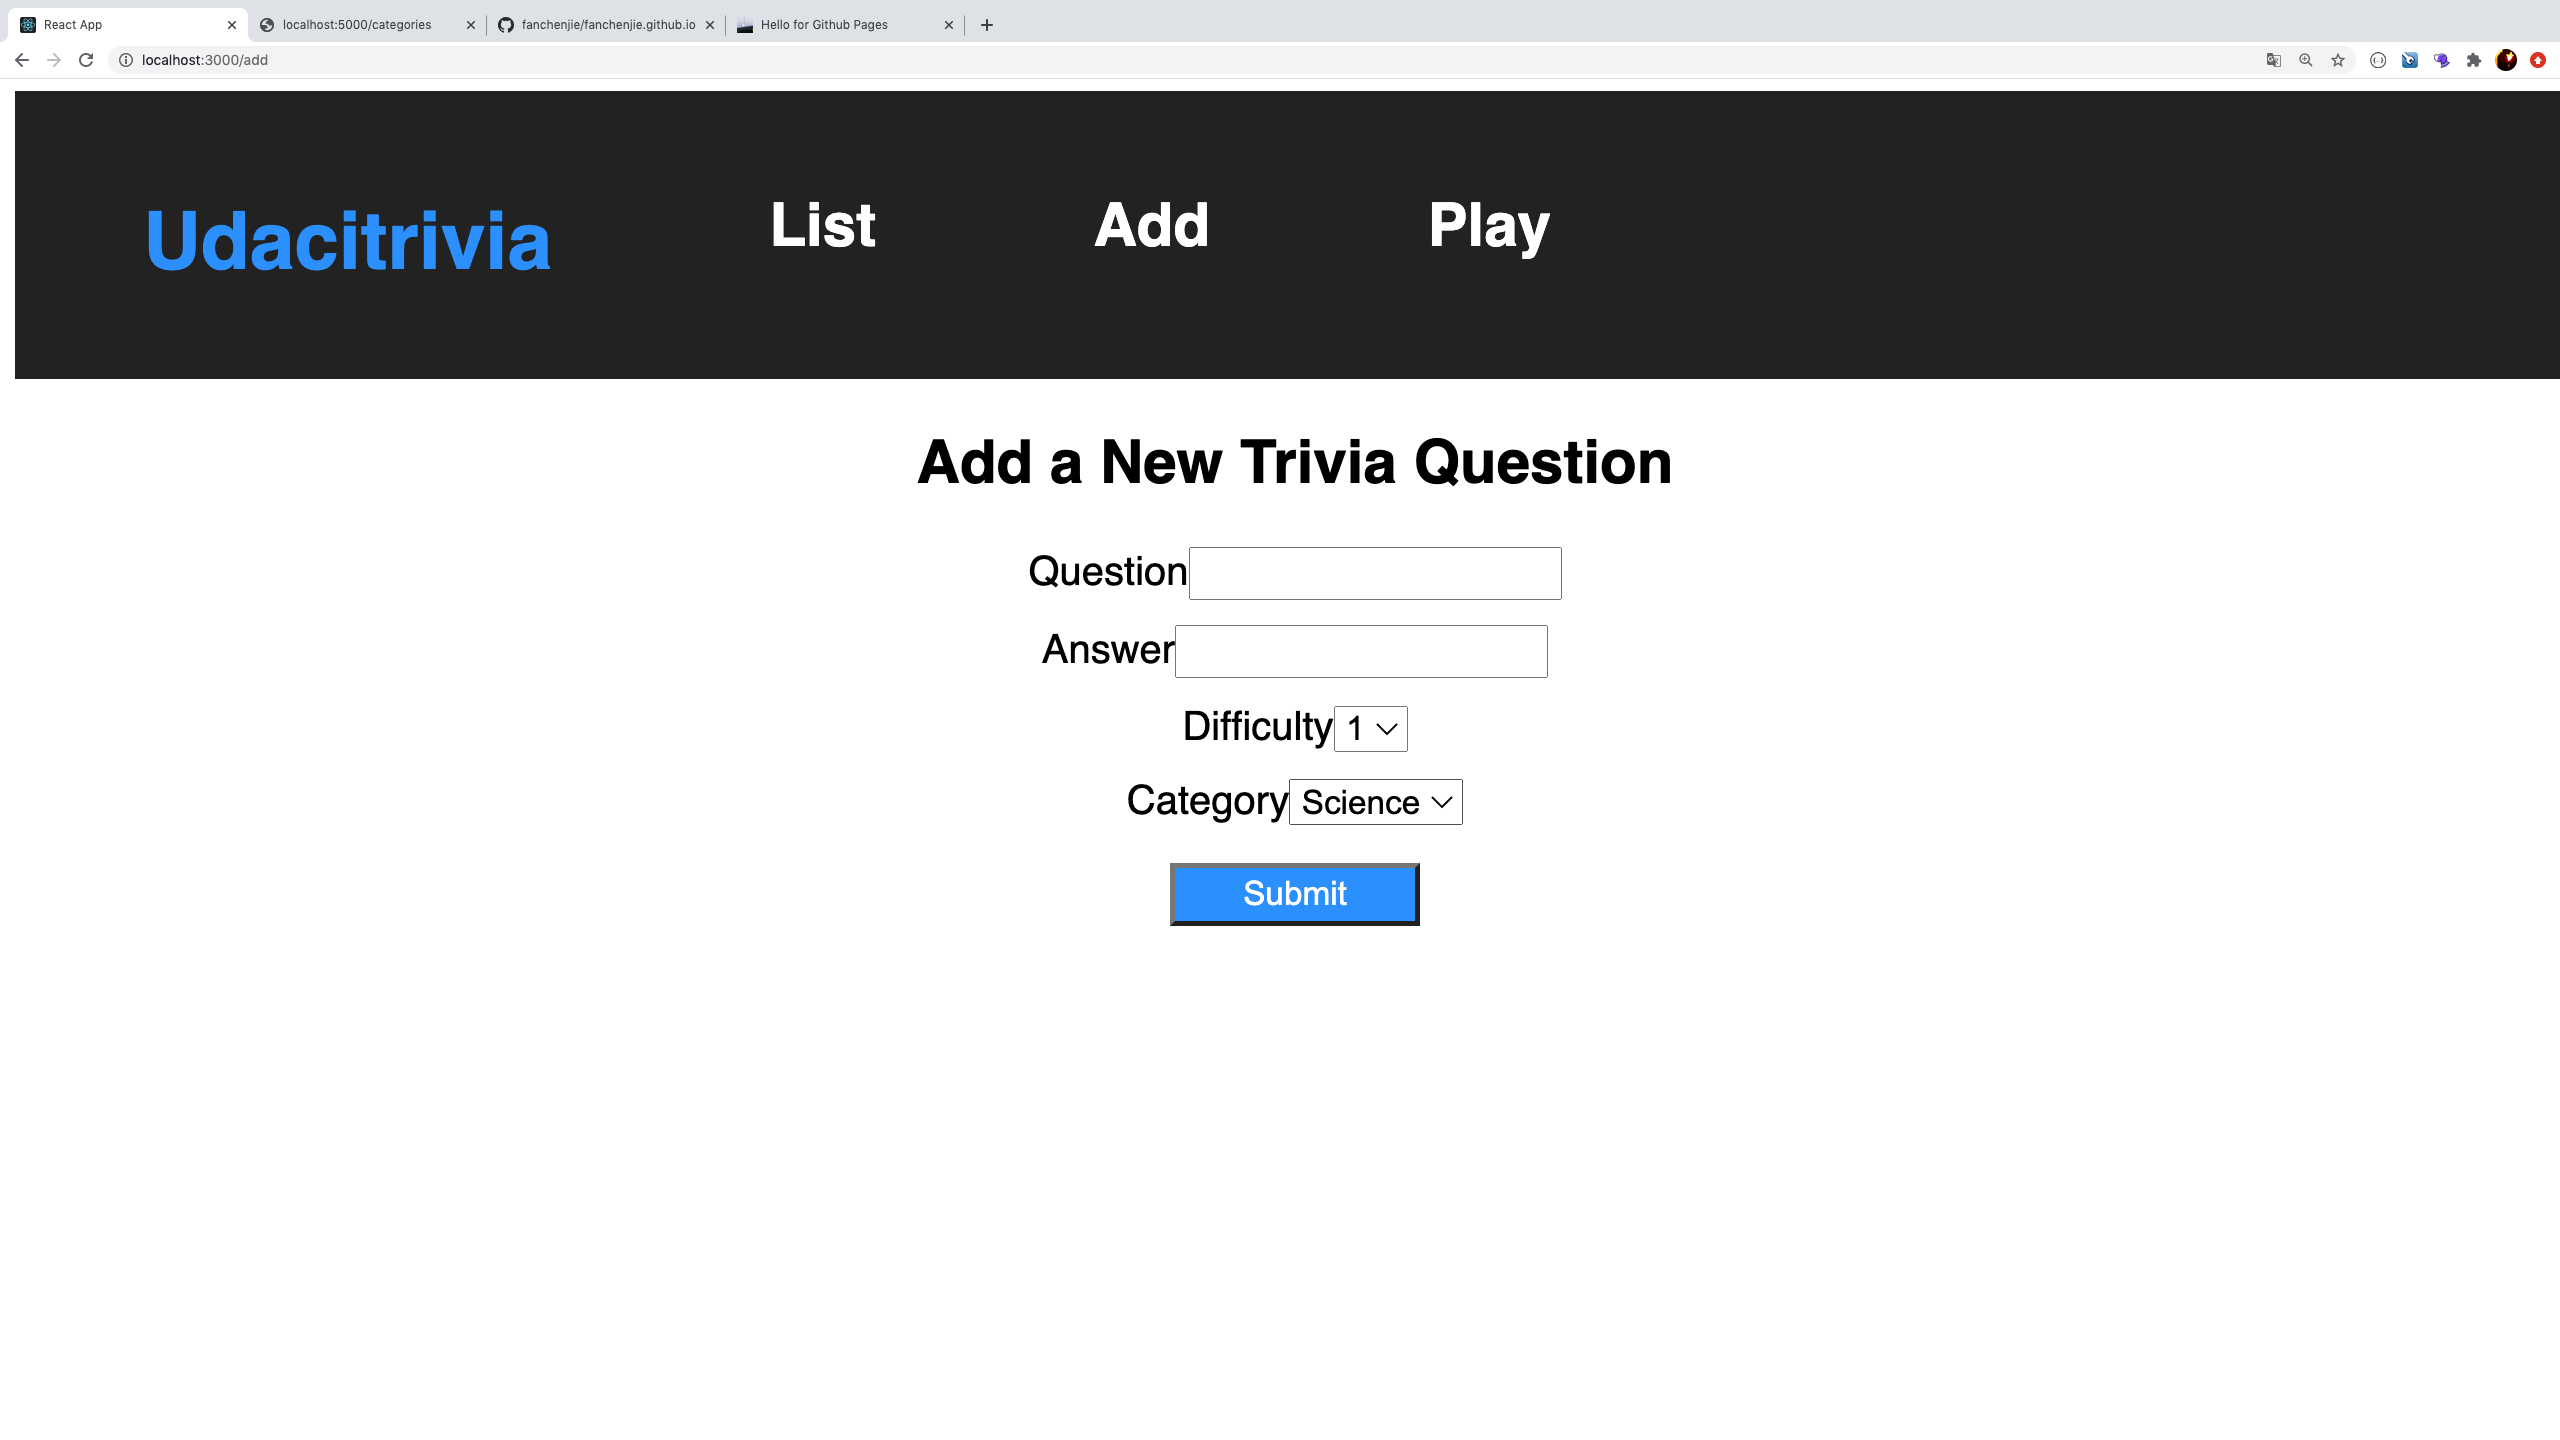 React App
localhost:5000/categories
fanchenjie/fanchenjie.github.io
Hello for Github Pages
localhost:3000/add
Udacitrivia
List
Add
Play
Add a New Trivia Question
Question
Answer
Difficulty 1
Category Science
Submit